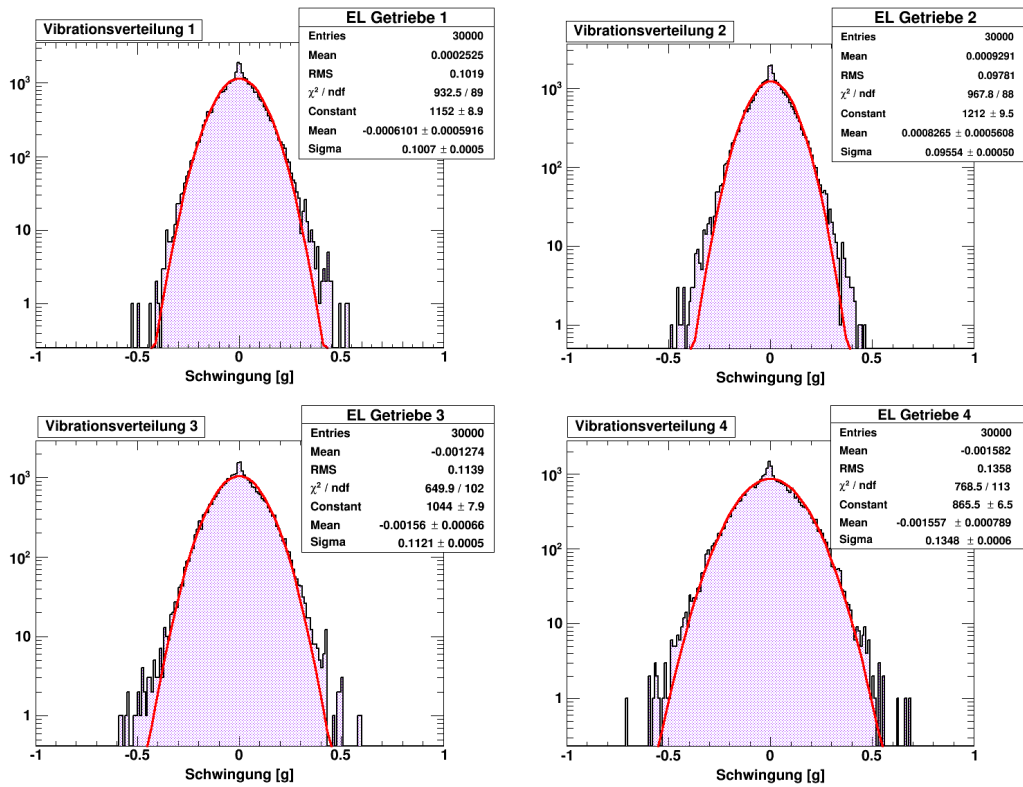 Vibrationsverteilung 1
EL Getriebe 1
Entries 30000
Mean 0.0002525
RMS 0.1019
χ² / ndf 932.5 / 89
Constant 1152 ± 8.9
Mean -0.0006101 ± 0.0005916
Sigma 0.1007 ± 0.0005
10³
10²
10
1
-1 -0.5 0 0.5 1
Schwingung [g]
Vibrationsverteilung 2
EL Getriebe 2
Entries 30000
Mean 0.0009291
RMS 0.09781
χ² / ndf 967.8 / 88
Constant 1212 ± 9.5
Mean 0.0008265 ± 0.0005608
Sigma 0.09554 ± 0.00050
10³
10²
10
1
-1 -0.5 0 0.5 1
Schwingung [g]
Vibrationsverteilung 3
EL Getriebe 3
Entries 30000
Mean -0.001274
RMS 0.1139
χ² / ndf 649.9 / 102
Constant 1044 ± 7.9
Mean -0.00156 ± 0.00066
Sigma 0.1121 ± 0.0005
10³
10²
10
1
-1 -0.5 0 0.5 1
Schwingung [g]
Vibrationsverteilung 4
EL Getriebe 4
Entries 30000
Mean -0.001582
RMS 0.1358
χ² / ndf 768.5 / 113
Constant 865.5 ± 6.5
Mean -0.001557 ± 0.000789
Sigma 0.1348 ± 0.0006
10³
10²
10
1
-1 -0.5 0 0.5 1
Schwingung [g]